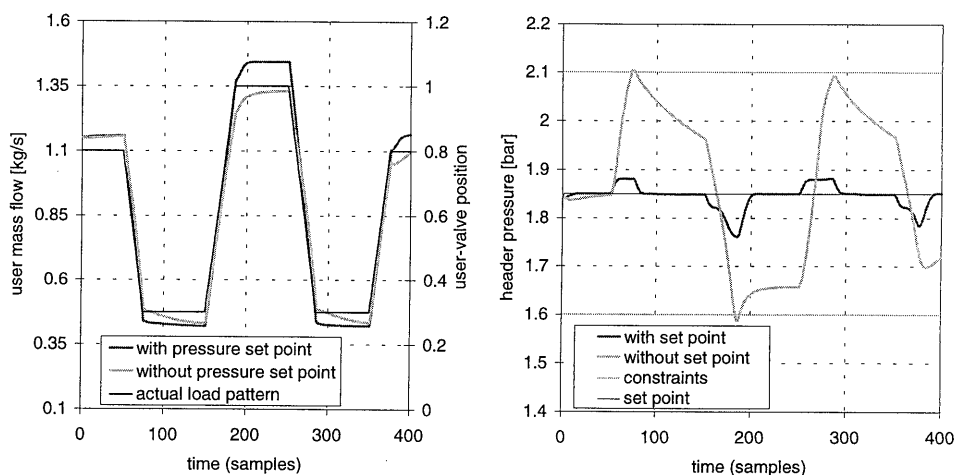 1.6
1.35
1.1
0.85
0.6
0.35
0.1
user mass flow [kg/s]
1.2
1
0.8
0.6
0.4
0.2
0
user-valve position
with pressure set point
without pressure set point
actual load pattern
0
100
200
300
400
time (samples)
2.2
2.1
2
1.9
1.8
1.7
1.6
1.5
1.4
header pressure [bar]
with set point
without set point
constraints
set point
0
100
200
300
400
time (samples)